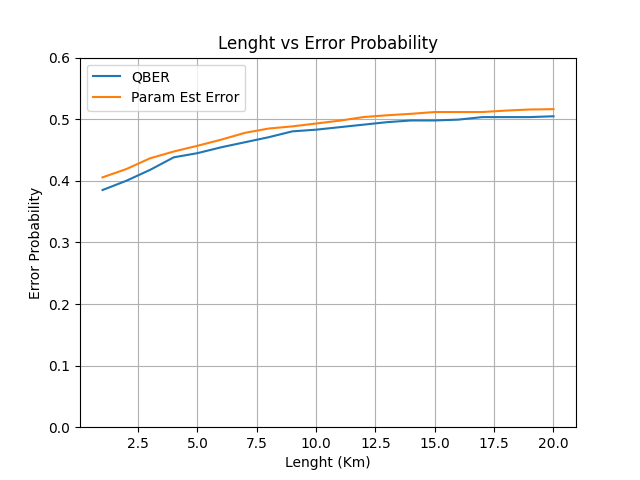 Lenght vs Error Probability
QBER
Param Est Error
0.6
0.5
0.4
0.3
0.2
0.1
0.0
Error Probability
2.5 5.0 7.5 10.0 12.5 15.0 17.5 20.0
Lenght (Km)